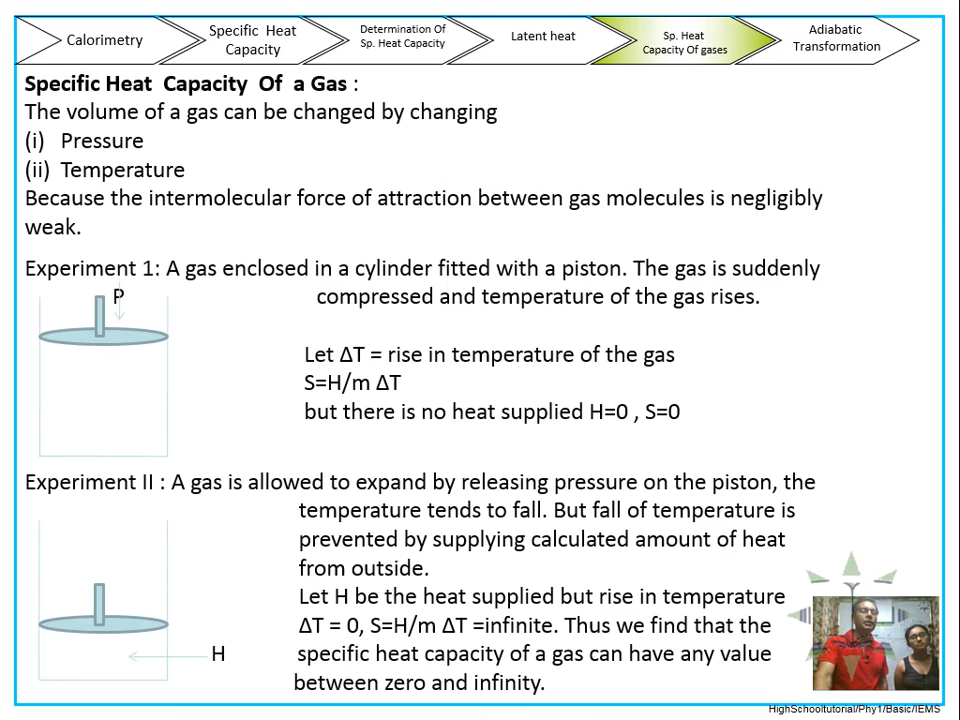 Calorimetry
Specific Heat
Capacity
Determination Of
Sp. Heat Capacity
Latent heat
Sp. Heat
Capacity Of gases
Adiabatic
Transformation
Specific Heat Capacity Of a Gas :
The volume of a gas can be changed by changing
(i) Pressure
(ii) Temperature
Because the intermolecular force of attraction between gas molecules is negligibly
weak.
Experiment 1: A gas enclosed in a cylinder fitted with a piston. The gas is suddenly
P
compressed and temperature of the gas rises.
Let ΔT = rise in temperature of the gas
S=H/m ΔT
but there is no heat supplied H=0 , S=0
Experiment II : A gas is allowed to expand by releasing pressure on the piston, the
temperature tends to fall. But fall of temperature is
prevented by supplying calculated amount of heat
from outside.
Let H be the heat supplied but rise in temperature
ΔT = 0, S=H/m ΔT =infinite. Thus we find that the
H
specific heat capacity of a gas can have any value
between zero and infinity.
HighSchooltutorial/Phy1/Basic/IEMS